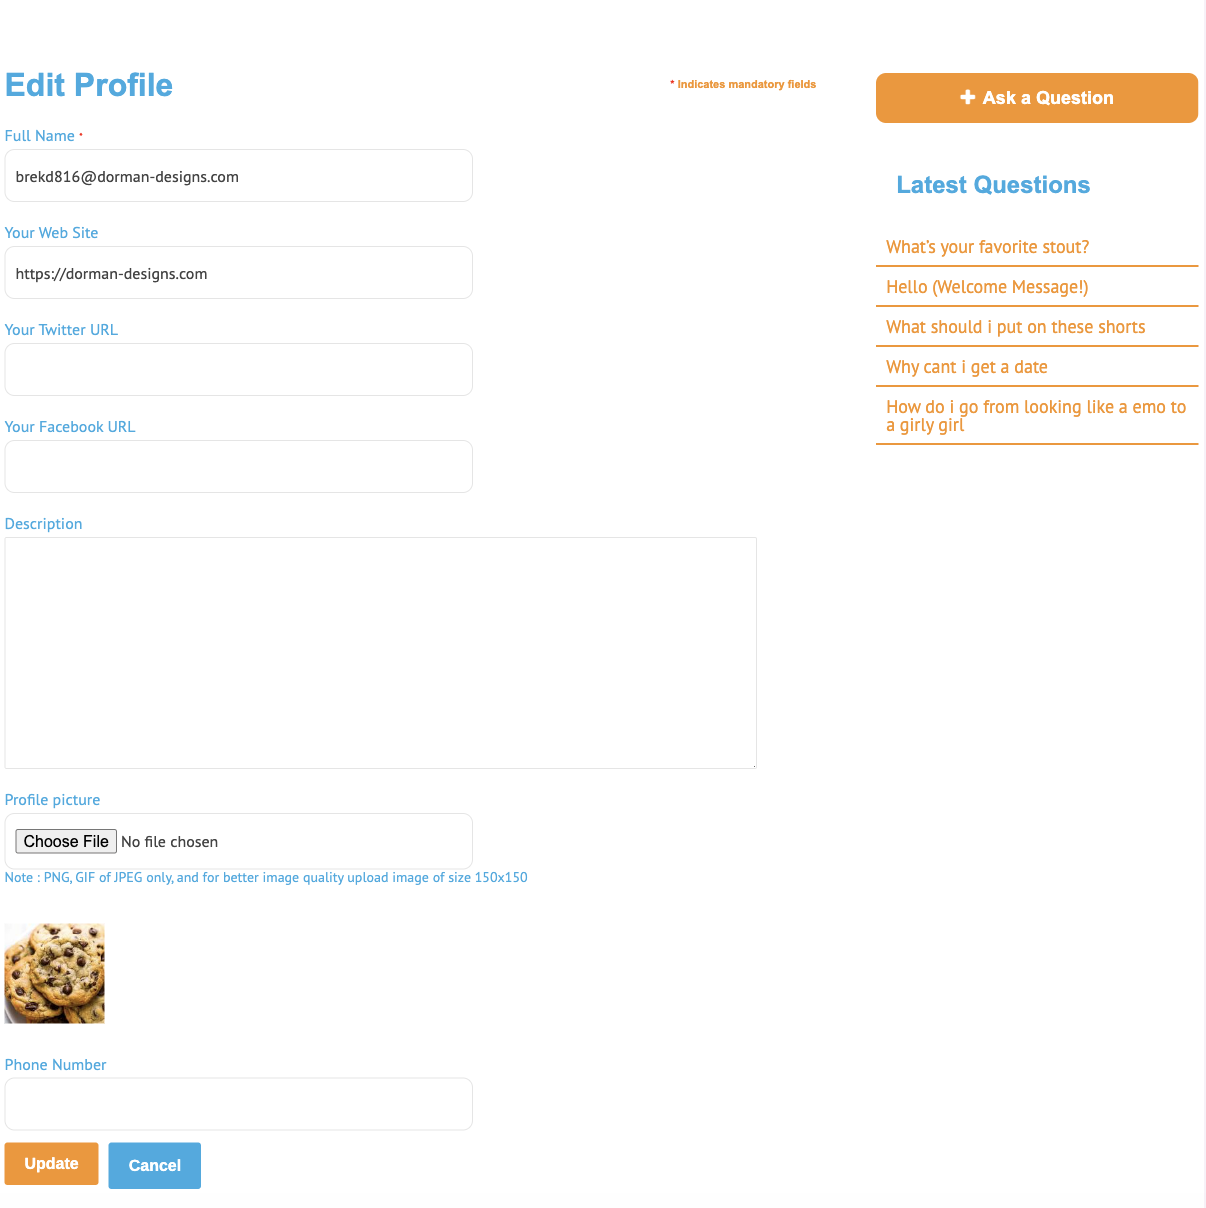 Edit Profile
* Indicates mandatory fields
Full Name *
brekd816@dorman-designs.com
Your Web Site
https://dorman-designs.com
Your Twitter URL
Your Facebook URL
Description
Profile picture
Choose File No file chosen
Note : PNG, GIF of JPEG only, and for better image quality upload image of size 150x150
Phone Number
Update
Cancel
Ask a Question
Latest Questions
What's your favorite stout?
Hello (Welcome Message!)
What should i put on these shorts
Why cant i get a date
How do i go from looking like a emo to
a girly girl